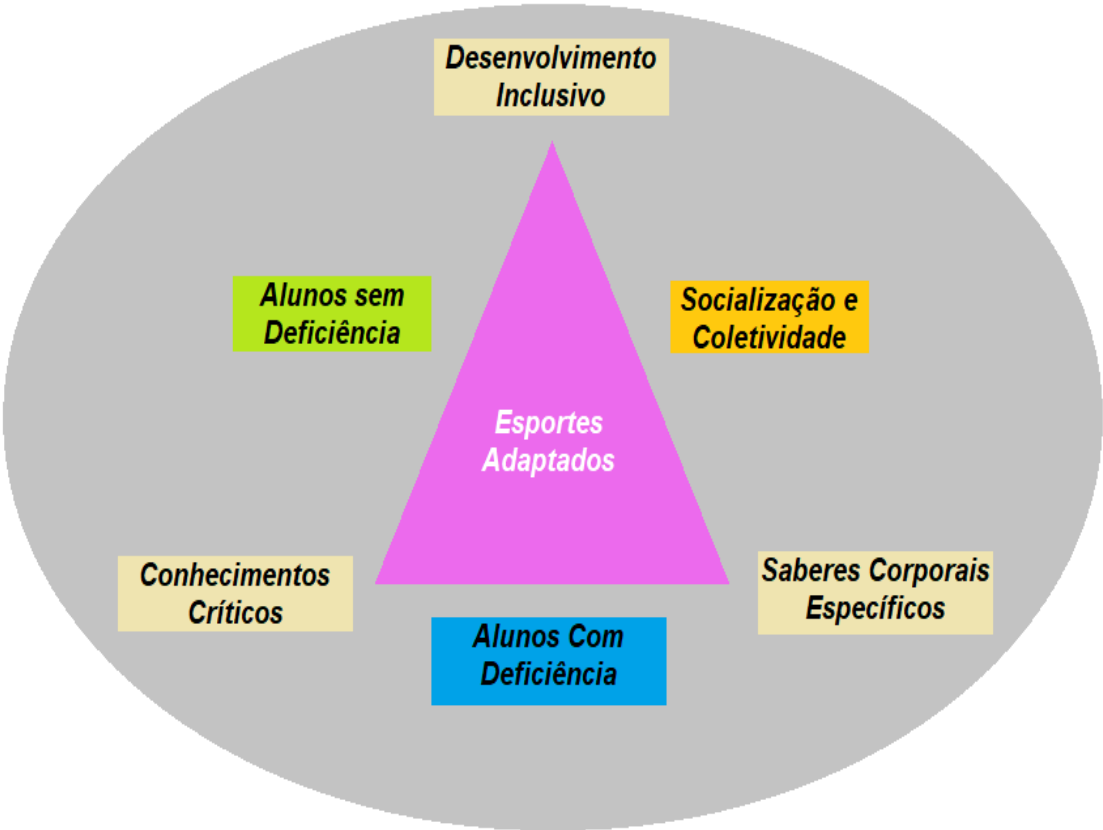 Desenvolvimento
Inclusivo
Alunos sem
Deficiência
Socialização e
Coletividade
Esportes
Adaptados
Conhecimentos
Críticos
Saberes Corporais
Específicos
Alunos Com
Deficiência